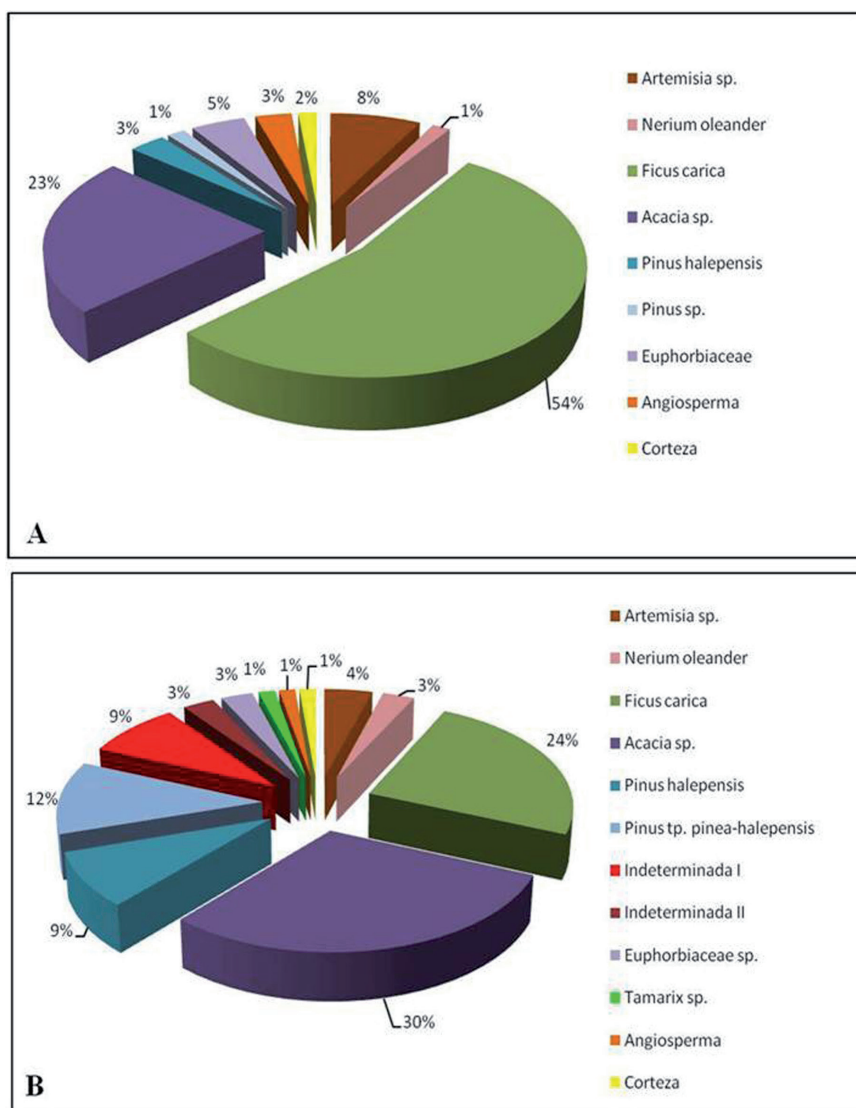 3%
1%
5%
3%
2%
8%
1%
23%
54%
Artemisia sp.
Nerium oleander
Ficus carica
Acacia sp.
Pinus halepensis
Pinus sp.
Euphorbiaceae
Angiosperma
Corteza
A
9%
3%
3%
1%
1%
1%
4%
3%
24%
12%
9%
30%
Artemisia sp.
Nerium oleander
Ficus carica
Acacia sp.
Pinus halepensis
Pinus tp. pinea-halepensis
Indeterminada I
Indeterminada II
Euphorbiaceae sp.
Tamarix sp.
Angiosperma
Corteza
B